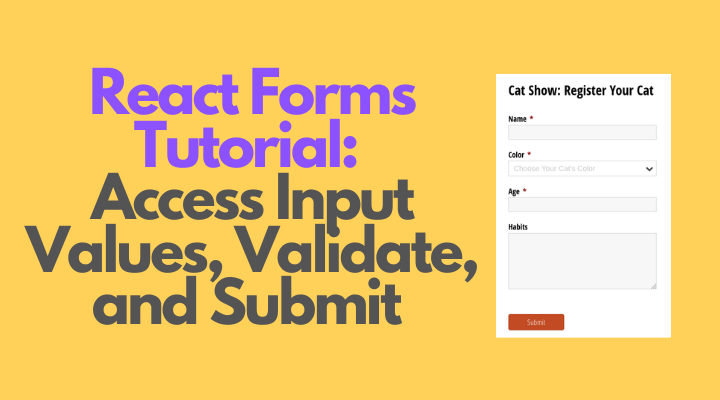 React Forms
Tutorial:
Access Input
Values, Validate,
and Submit
Cat Show: Register Your Cat
Name *
Color *
Choose Your Cat's Color
Age *
Habits
Submit